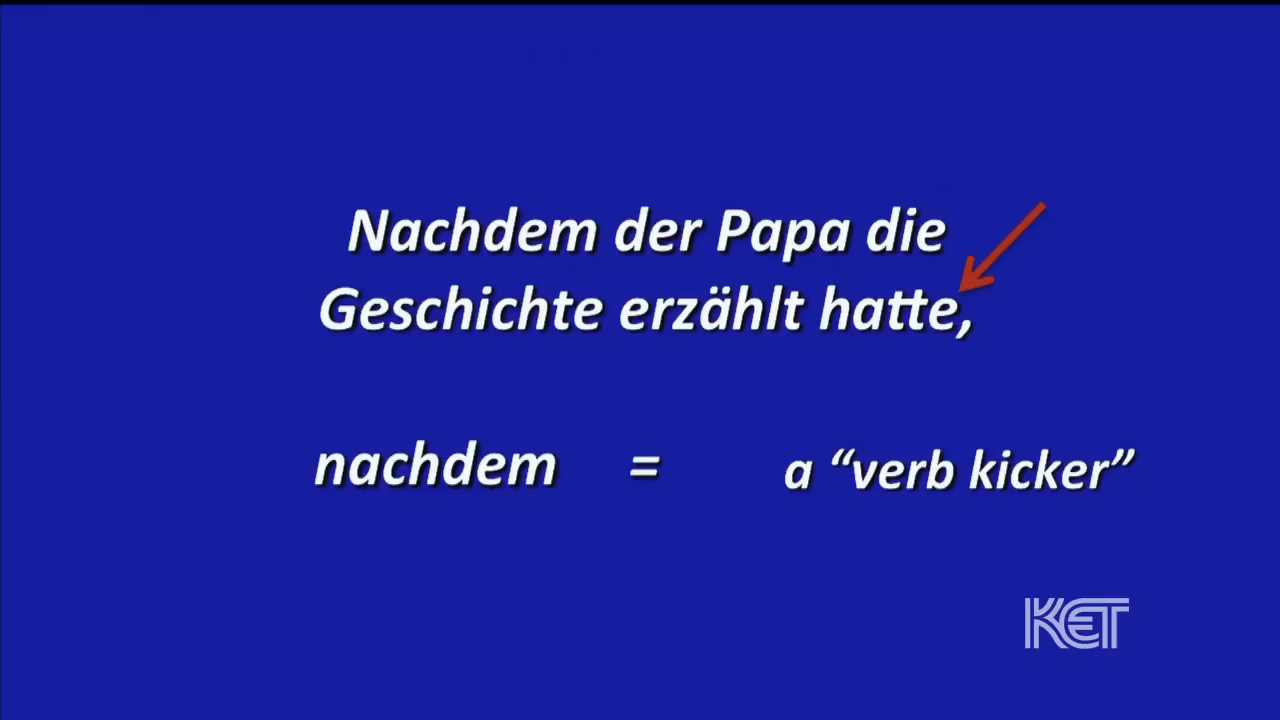 Nachdem der Papa die
Geschichte erzählt hatte,
nachdem = a “verb kicker”
KET